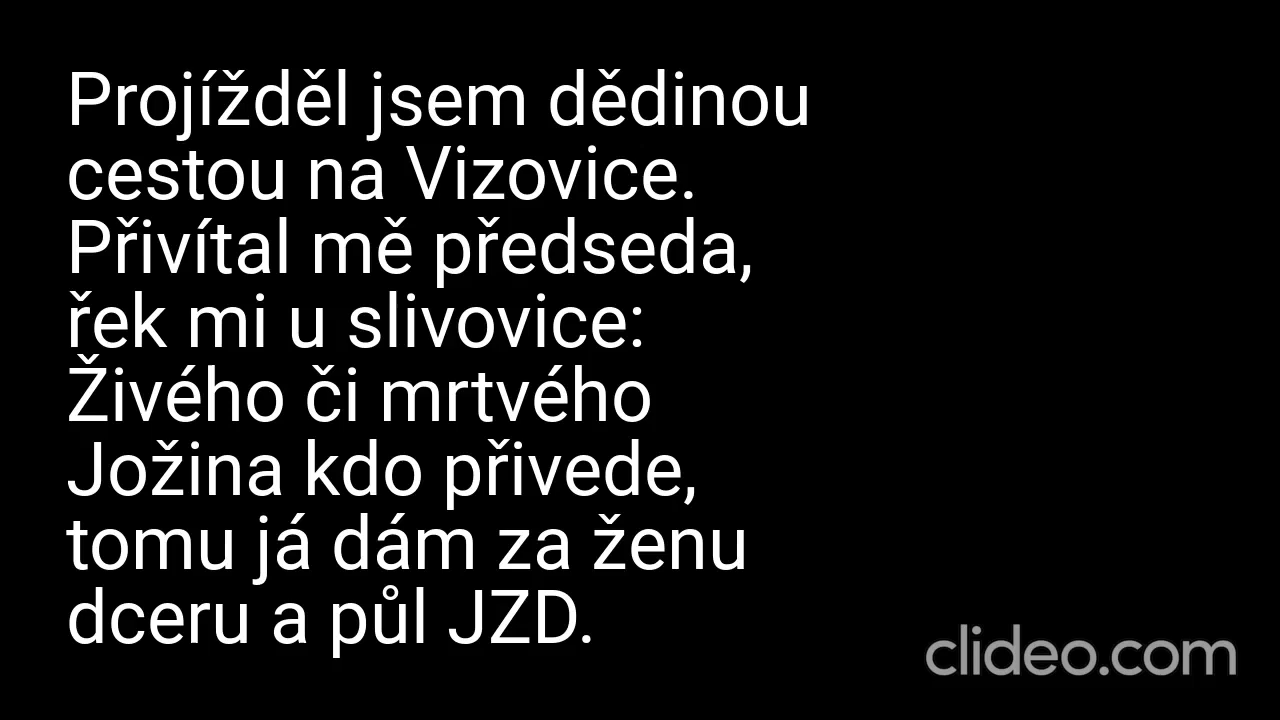 Projížděl jsem dědinou
cestou na Vizovice.
Přivítal mě předseda,
řek mi u slivovice:
Živého či mrtvého
Jožina kdo přivede,
tomu já dám za ženu
dceru a půl JZD.
clideo.com